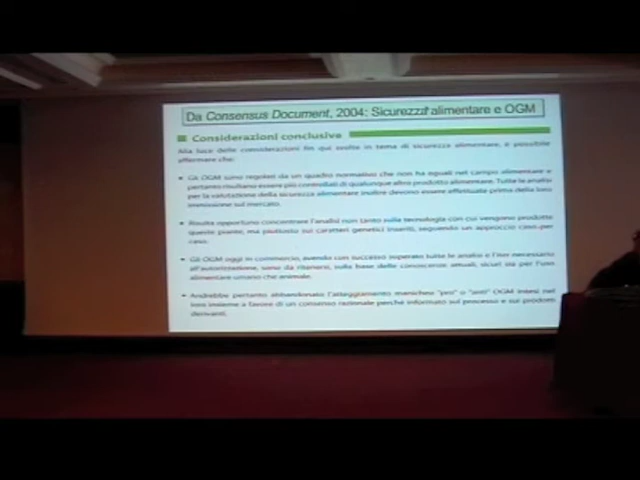 Da Consensus Document, 2004: Sicurezza alimentare e OGM
Considerazioni conclusive
Alla luce delle considerazioni fin qui svolte in tema di sicurezza alimentare, è possibile
affermare che:
Gli OGM sono regolati da un quadro normativo che non ha eguali nel campo alimentare e
pertanto risultano essere più controllati di qualunque altro prodotto alimentare. Tutte le analisi
per la valutazione della sicurezza alimentare inoltre devono essere effettuate prima della loro
immissione sul mercato.
Risulta opportuno concentrare l'analisi non tanto sulla tecnologia con cui vengono prodotte
queste piante, ma piuttosto sui caratteri genetici inseriti, seguendo un approccio caso-per
caso.
Gli OGM oggi in commercio, avendo con successo superato tutte le analisi e l'iter necessario
all'autorizzazione, sono da ritenersi, sulla base delle conoscenze attuali, sicuri sia per l'uso
alimentare umano che animale.
Andrebbe pertanto abbandonato l'atteggiamento manicheo "pro" o "anti" OGM intesi nel
loro insieme a favore di un consenso razionale perché informato sul processo e sui prodotti
derivanti.